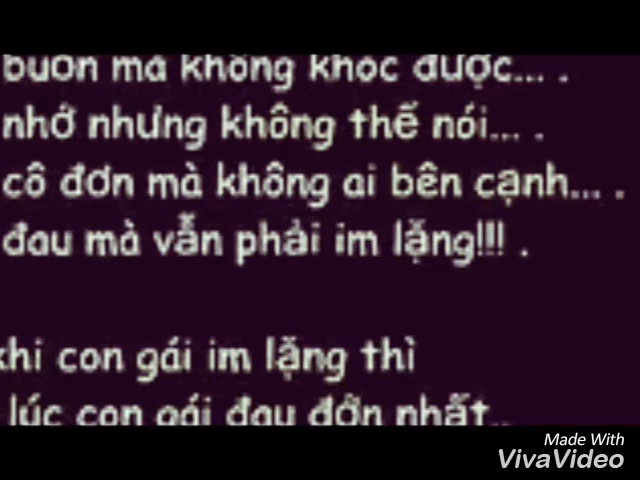 buồn mà không khóc được... .
nhớ nhưng không thể nói... .
cô đơn mà không ai bên cạnh... .
đau mà vẫn phải im lặng!!! .
khi con gái im lặng thì
lúc con gái đau đớn nhất..
Made With
VivaVideo